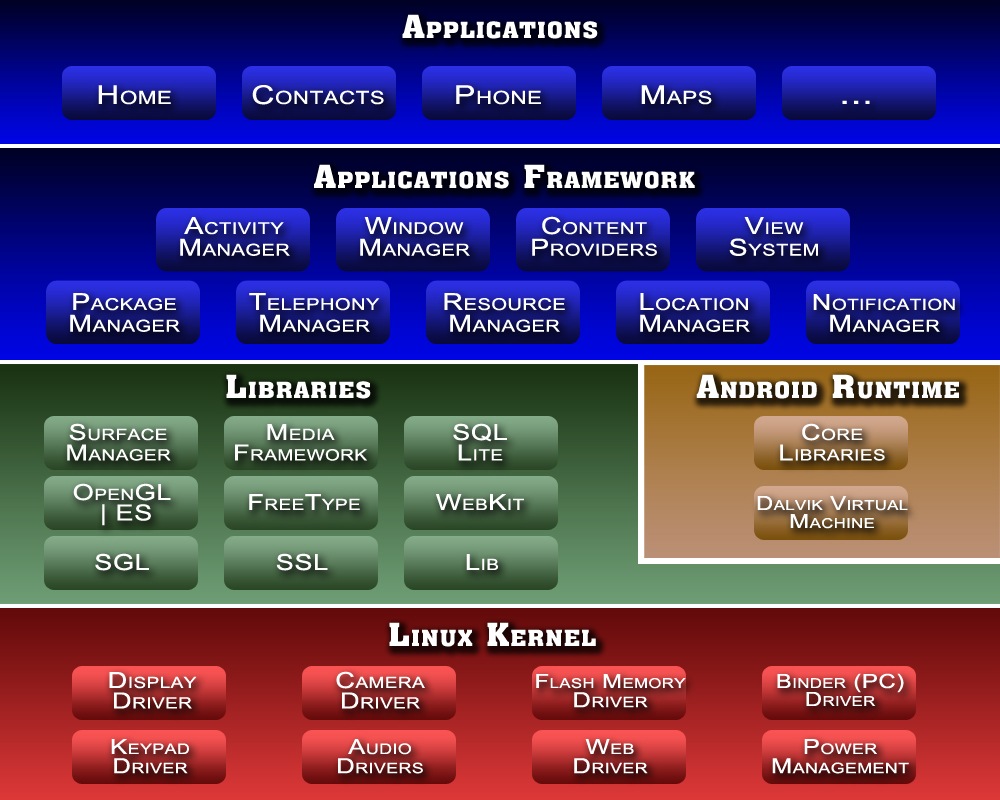 Applications
Home
Contacts
Phone
Maps
...
Applications Framework
Activity
Manager
Window
Manager
Content
Providers
View
System
Package
Manager
Telephony
Manager
Resource
Manager
Location
Manager
Notification
Manager
Libraries
Surface
Manager
Media
Framework
SQL
Lite
OpenGL
| ES
FreeType
WebKit
SGL
SSL
Lib
Android Runtime
Core
Libraries
Dalvik Virtual
Machine
Linux Kernel
Display
Driver
Camera
Driver
Flash Memory
Driver
Binder (PC)
Driver
Keypad
Driver
Audio
Drivers
Web
Driver
Power
Management